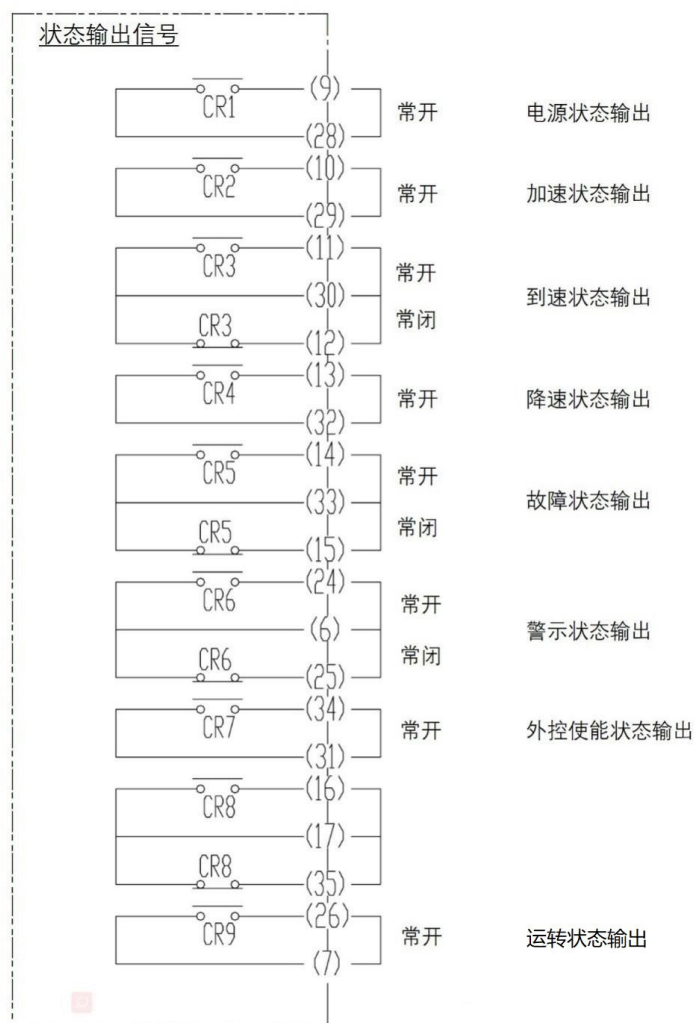 状态输出信号
CR1 (9)
常开 电源状态输出
(28)
CR2 (10)
常开 加速状态输出
(29)
CR3 (11)
常开
(30) 到速状态输出
CR3 常闭
(12)
CR4 (13)
常开 降速状态输出
(32)
CR5 (14)
常开
(33) 故障状态输出
CR5 常闭
(15)
CR6 (24)
常开
(6) 警示状态输出
CR6 常闭
(25)
CR7 (34)
常开 外控使能状态输出
(31)
CR8 (16)
(17)
CR8 (35)
CR9 (26)
常开 运转状态输出
(7)